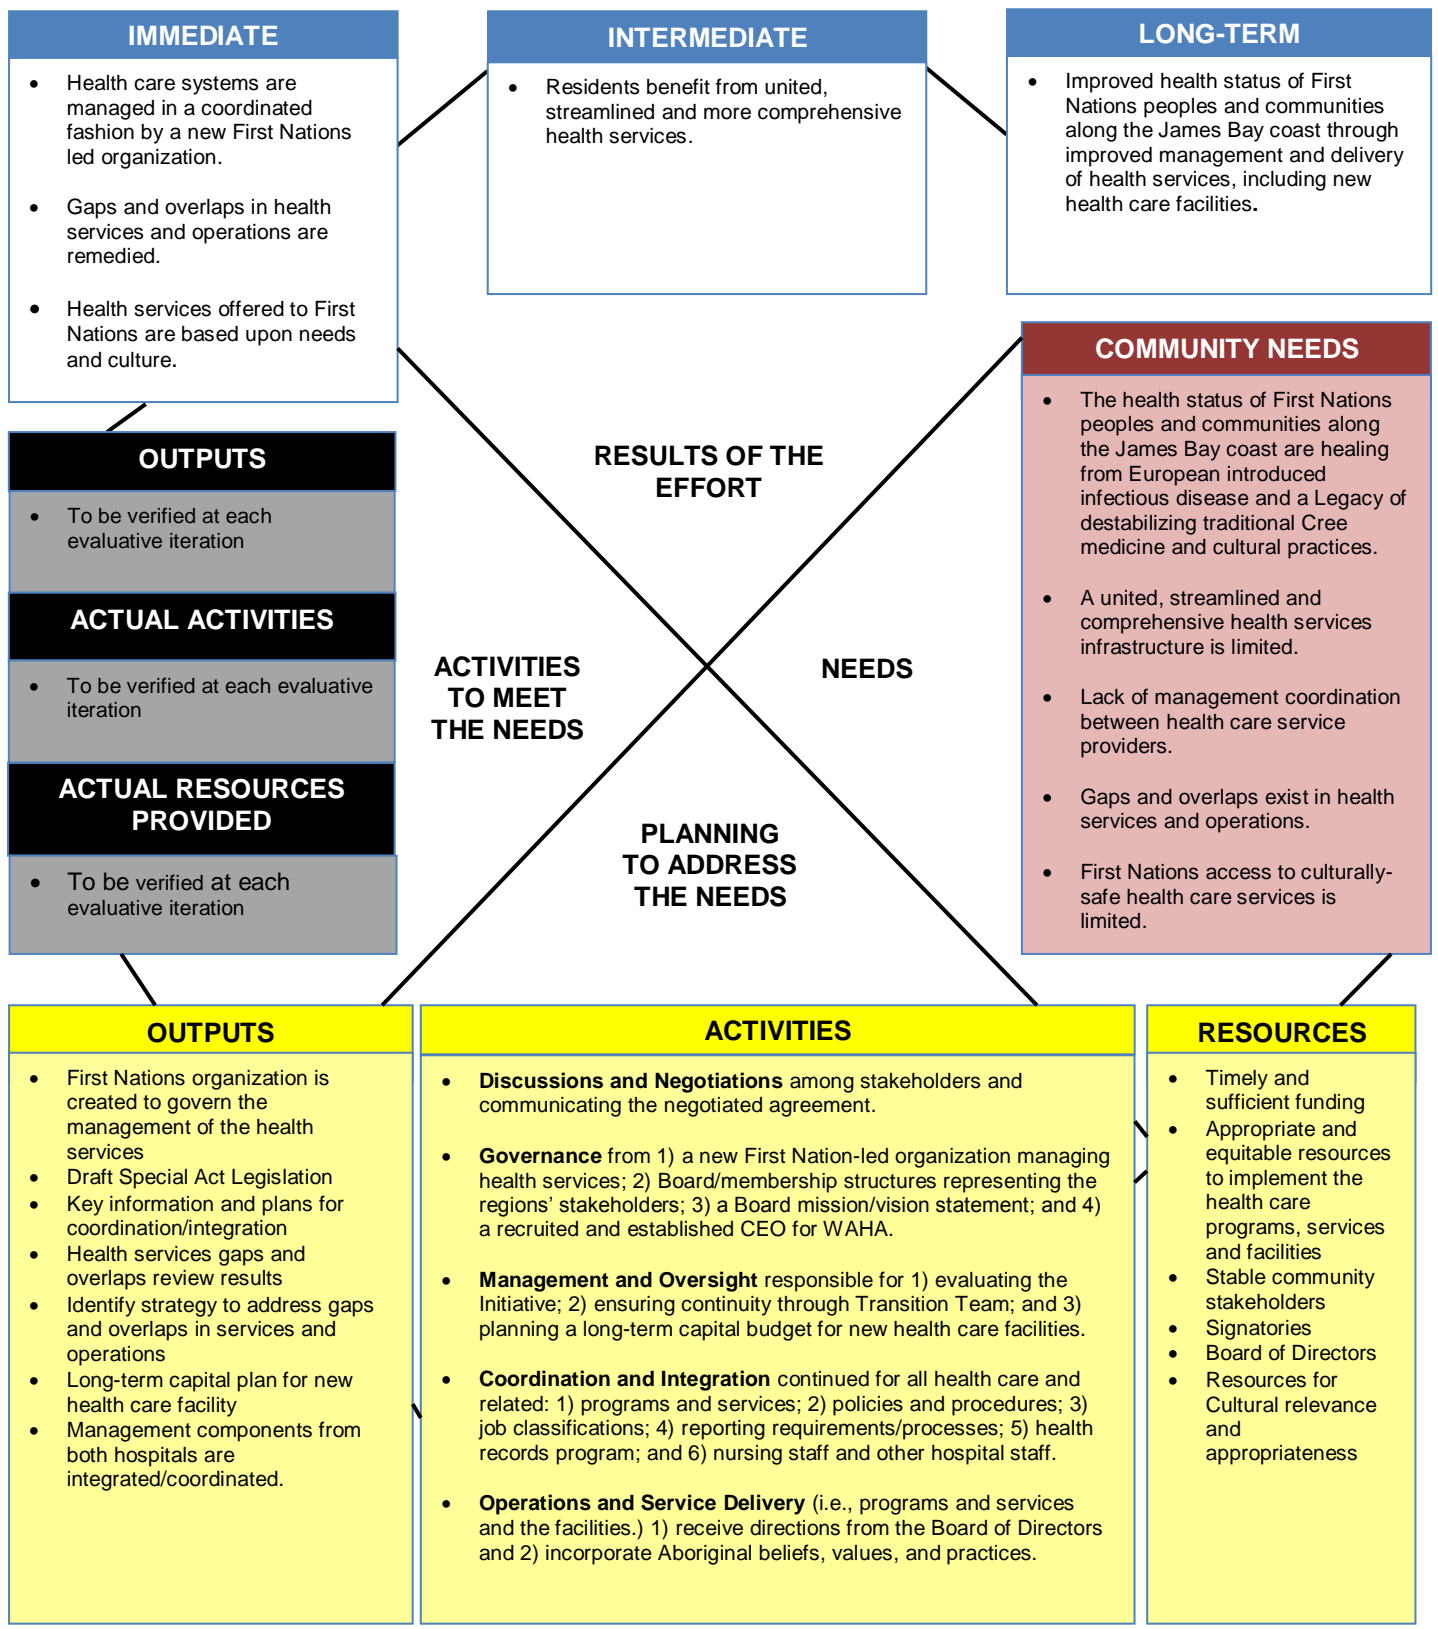 IMMEDIATE
• Health care systems are
managed in a coordinated
fashion by a new First Nations
led organization.
• Gaps and overlaps in health
services and operations are
remedied.
• Health services offered to First
Nations are based upon needs
and culture.
INTERMEDIATE
• Residents benefit from united,
streamlined and more comprehensive
health services.
LONG-TERM
• Improved health status of First
Nations peoples and communities
along the James Bay coast through
improved management and delivery
of health services, including new
health care facilities.
RESULTS OF THE
EFFORT
COMMUNITY NEEDS
• The health status of First Nations
peoples and communities along
the James Bay coast are healing
from European introduced
infectious disease and a Legacy of
destabilizing traditional Cree
medicine and cultural practices.
• A united, streamlined and
comprehensive health services
infrastructure is limited.
• Lack of management coordination
between health care service
providers.
• Gaps and overlaps exist in health
services and operations.
• First Nations access to culturally-
safe health care services is
limited.
NEEDS
OUTPUTS
• To be verified at each
evaluative iteration
ACTUAL ACTIVITIES
• To be verified at each evaluative
iteration
ACTUAL RESOURCES
PROVIDED
• To be verified at each
evaluative iteration
ACTIVITIES
TO MEET
THE NEEDS
PLANNING
TO ADDRESS
THE NEEDS
OUTPUTS
• First Nations organization is
created to govern the
management of the health
services
• Draft Special Act Legislation
• Key information and plans for
coordination/integration
• Health services gaps and
overlaps review results
• Identify strategy to address gaps
and overlaps in services and
operations
• Long-term capital plan for new
health care facility
• Management components from
both hospitals are
integrated/coordinated.
ACTIVITIES
• Discussions and Negotiations among stakeholders and
communicating the negotiated agreement.
• Governance from 1) a new First Nation-led organization managing
health services; 2) Board/membership structures representing the
regions’ stakeholders; 3) a Board mission/vision statement; and 4)
a recruited and established CEO for WAHA.
• Management and Oversight responsible for 1) evaluating the
Initiative; 2) ensuring continuity through Transition Team; and 3)
planning a long-term capital budget for new health care facilities.
• Coordination and Integration continued for all health care and
related: 1) programs and services; 2) policies and procedures; 3)
job classifications; 4) reporting requirements/processes; 5) health
records program; and 6) nursing staff and other hospital staff.
• Operations and Service Delivery (i.e., programs and services
and the facilities.) 1) receive directions from the Board of Directors
and 2) incorporate Aboriginal beliefs, values, and practices.
RESOURCES
• Timely and
sufficient funding
• Appropriate and
equitable resources
to implement the
health care
programs, services
and facilities
• Stable community
stakeholders
• Signatories
• Board of Directors
• Resources for
Cultural relevance
and
appropriateness